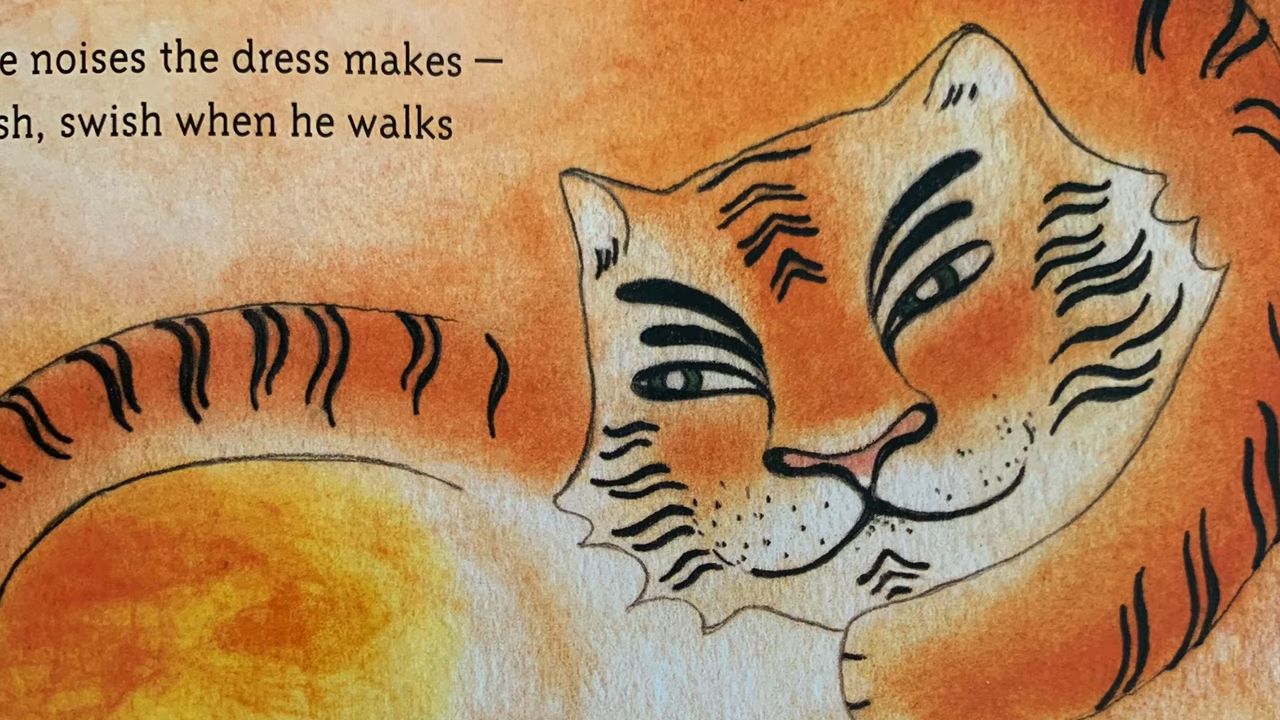 e noises the dress makes —
sh, swish when he walks